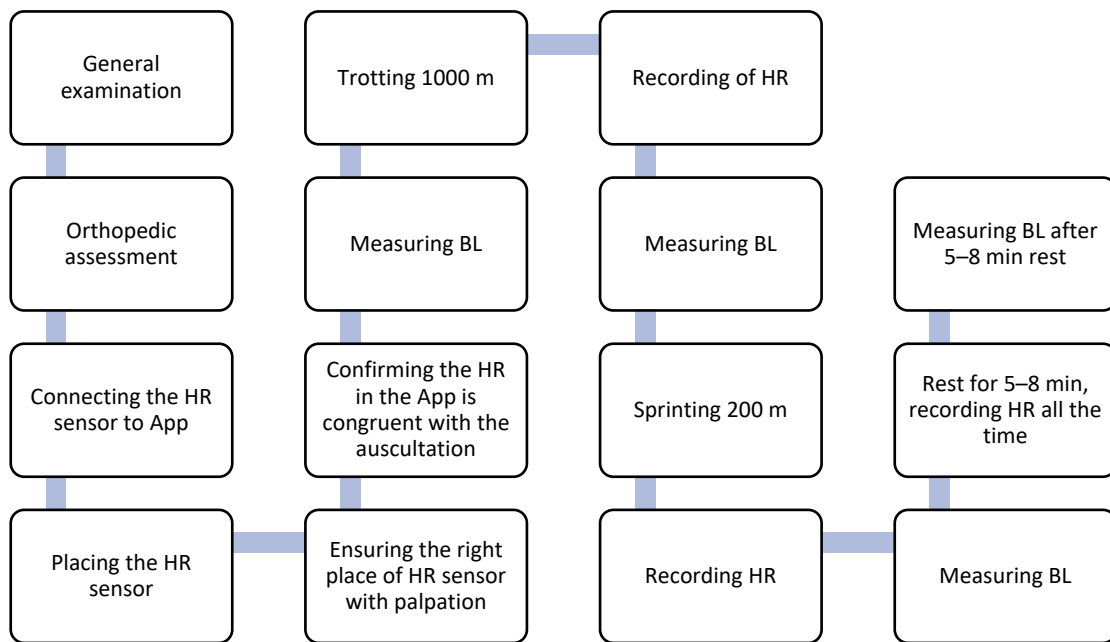 General
examination
Orthopedic
assessment
Connecting the HR
sensor to App
Placing the HR
sensor
Ensuring the right
place of HR sensor
with palpation
Confirming the HR
in the App is
congruent with the
auscultation
Measuring BL
Trotting 1000 m
Recording of HR
Measuring BL
Sprinting 200 m
Recording HR
Measuring BL
Rest for 5–8 min,
recording HR all the
time
Measuring BL after
5–8 min rest